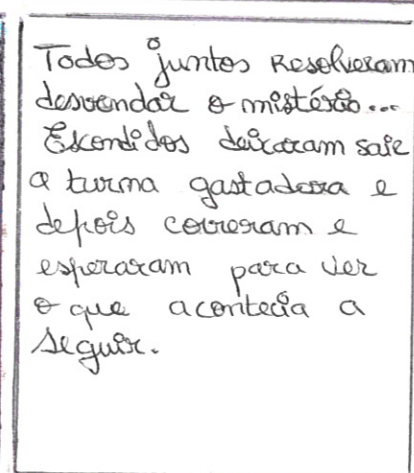 Todos juntos Resolveram
desvendar o mistério...
Escondidos deixaram sair
a turma gastadora e
depois correram e
esperaram para ver
o que acontecia a
seguir.